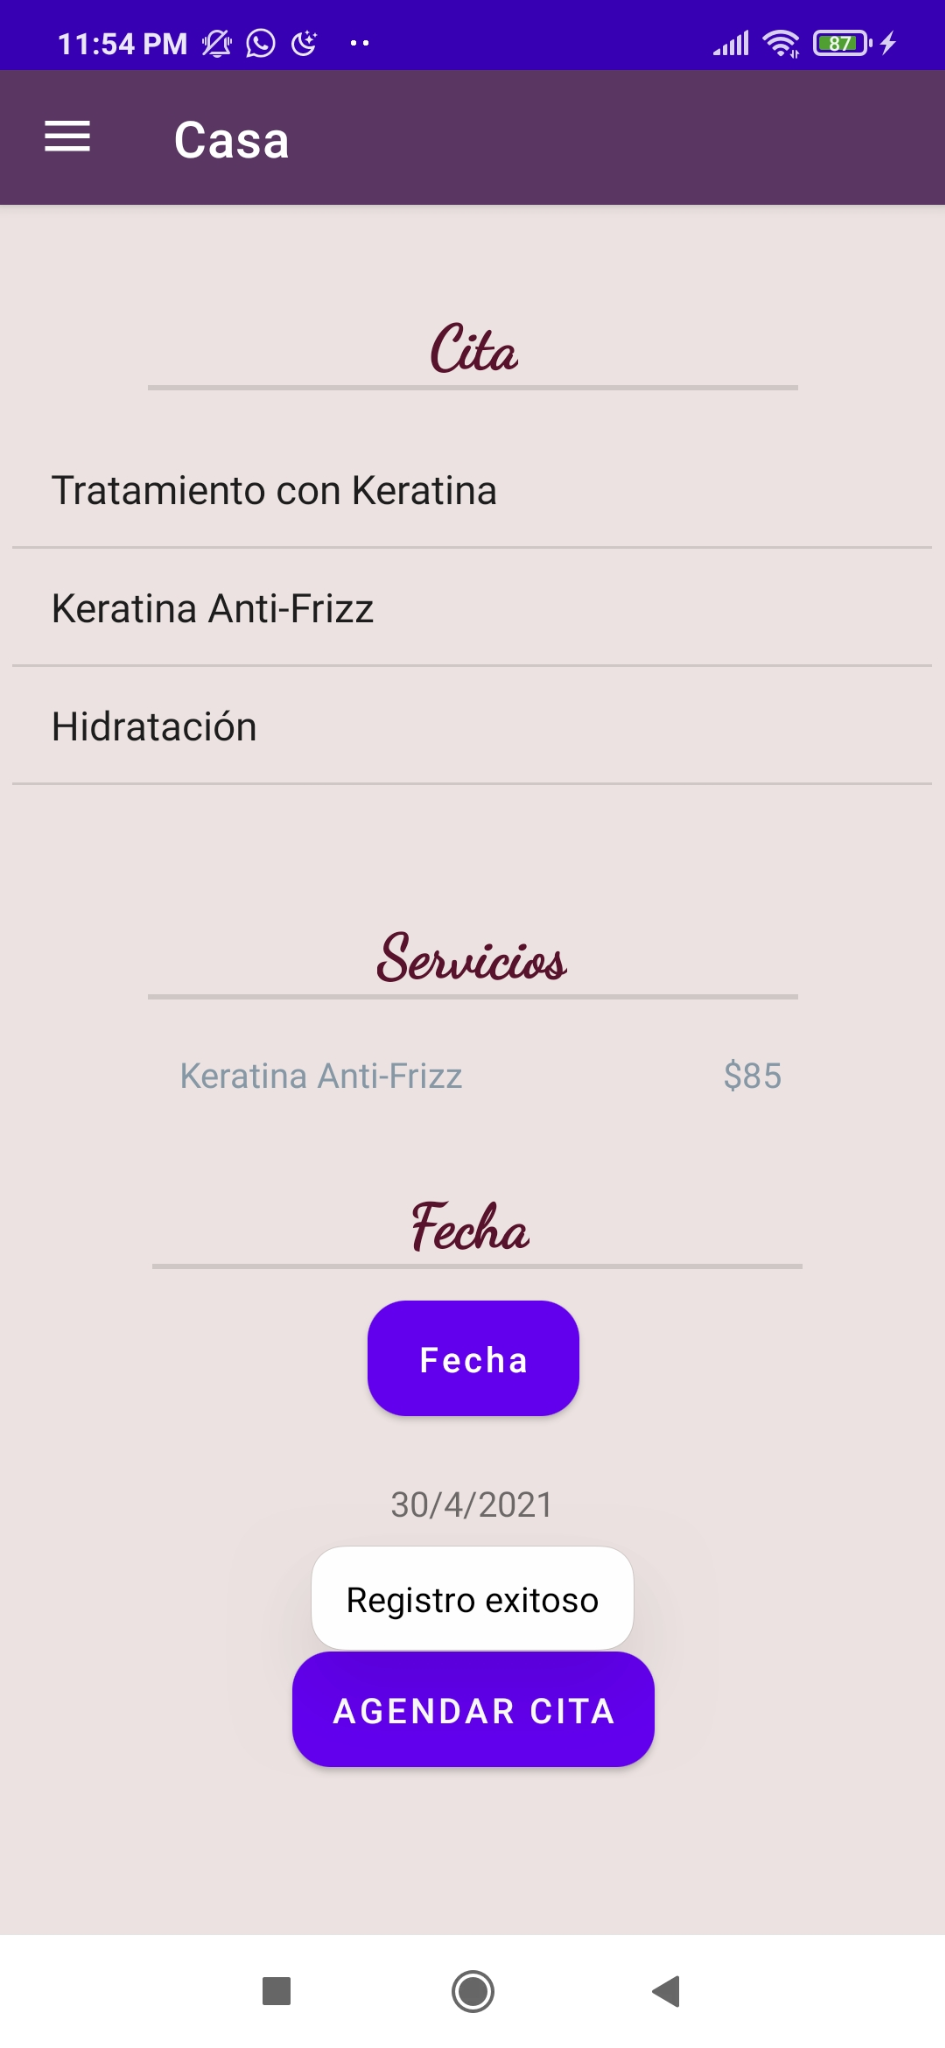 11:54 PM
87
Casa
Cita
Tratamiento con Keratina
Keratina Anti-Frizz
Hidratación
Servicios
Keratina Anti-Frizz $85
Fecha
Fecha
30/4/2021
Registro exitoso
AGENDAR CITA